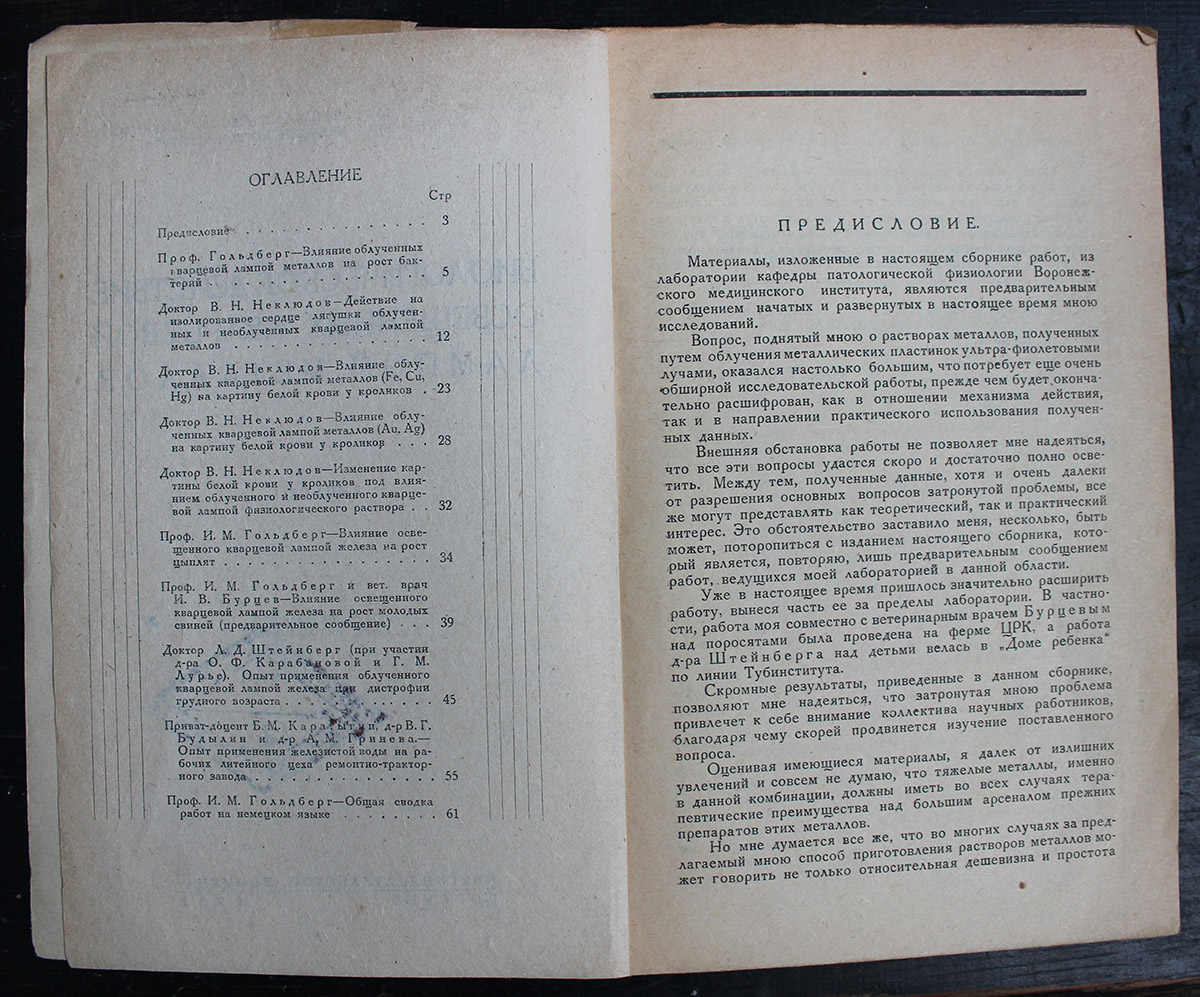 ОГЛАВЛЕНИЕ
Стр
Предисловие . . . . . . . . . . . . 3
Проф. Гольдберг—Влияние облученных
кварцевой лампой металлов на рост бак-
терий . . . . . . . . . . . . . . 5
Доктор В. Н. Неклюдов—Действие на
изолированное сердце лягушки облучен-
ных и необлученных кварцевой лампой
металлов . . . . . . . . . . . . . 12
Доктор В. Н. Неклюдов—Влияние облу-
ченных кварцевой лампой металлов (Fe, Cu,
Hg) на картину белой крови у кроликов . 23
Доктор В. Н. Неклюдов—Влияние облу-
ченных кварцевой лампой металлов (Au, Ag)
на картину белой крови у кроликор . . . 28
Доктор В. Н. Неклюдов—Изменение кар-
тины белой крови у кроликов под влия-
нием облученного и необлученного кварце-
вой лампой физиологического раствора . . 32
Проф. И. М. Гольдберг—Влияние осве-
щенного кварцевой лампой железа на рост
цыплят . . . . . . . . . . . . . . 34
Проф. И. М. Гольдберг и вет. врач
И. В. Бурцев—Влияние освещенного
кварцевой лампой железа на рост молодых
свиней (предварительное сообщение) . . . 39
Доктор Л. Д. Штейнберг (при участии
д-ра О. Ф. Карабановой и Г. М.
Лурье). Опыт применения облученного
кварцевой лампой железа при дистрофии
грудного возраста . . . . . . . . . . 45
Приват-доцент Б. М. Каратыгин, д-р В. Г.
Будылин и д-р А. М. Гринева.—
Опыт применения железистой воды на ра-
бочих литейного цеха ремонтно-трактор-
ного завода . . . . . . . . . . . . . 55
Проф. И. М. Гольдберг—Общая сводка
работ на немецком языке . . . . . . . 61
ПРЕДИСЛОВИЕ.
Материалы, изложенные в настоящем сборнике работ, из
лаборатории кафедры патологической физиологии Воронеж-
ского медицинского института, являются предварительным
сообщением начатых и развернутых в настоящее время мною
исследований.
Вопрос, поднятый мною о растворах металлов, полученных
путем облучения металлических пластинок ультра-фиолетовыми
лучами, оказался настолько большим, что потребует еще очень
обширной исследовательской работы, прежде чем будет оконча-
тельно расшифрован, как в отношении механизма действия,
так и в направлении практического использования получен-
ных данных.
Внешняя обстановка работы не позволяет мне надеяться,
что все эти вопросы удастся скоро и достаточно полно осве-
тить. Между тем, полученные данные, хотя и очень далеки
от разрешения основных вопросов затронутой проблемы, все
же могут представлять как теоретический, так и практический
интерес. Это обстоятельство заставило меня, несколько, быть
может, поторопиться с изданием настоящего сборника, кото-
рый является, повторяю, лишь предварительным сообщением
работ, ведущихся моей лабораторией в данной области.
Уже в настоящее время пришлось значительно расширить
работу, вынеся часть ее за пределы лаборатории. В частно-
сти, работа моя совместно с ветеринарным врачем Бурцевым
над поросятами была проведена на ферме ЦРК, а работа
д-ра Штейнберга над детьми велась в „Доме ребенка"
по линии Тубинститута.
Скромные результаты, приведенные в данном сборнике,
позволяют мне надеяться, что затронутая мною проблема
привлечет к себе внимание коллектива научных работников,
благодаря чему скорей продвинется изучение поставленного
вопроса.
Оценивая имеющиеся материалы, я далек от излишних
увлечений и совсем не думаю, что тяжелые металлы, именно
в данной комбинации, должны иметь во всех случаях тера-
певтические преимущества над большим арсеналом прежних
препаратов этих металлов.
Но мне думается все же, что во многих случаях за пред-
лагаемый мною способ приготовления растворов металлов мо-
жет говорить не только относительная дешевизна и простота